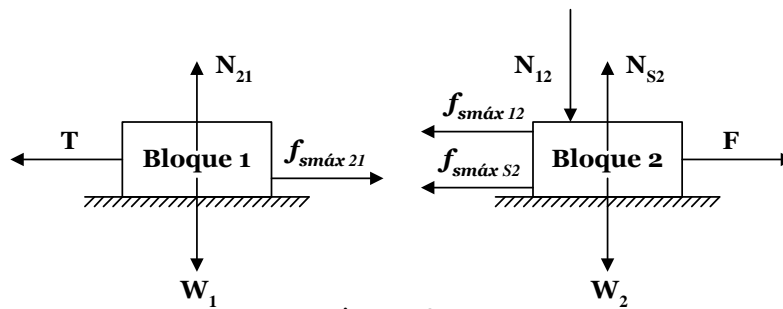 N21
T
Bloque 1
fsmáx 21
W1
N12
NS2
fsmáx 12
fsmáx S2
Bloque 2
F
W2